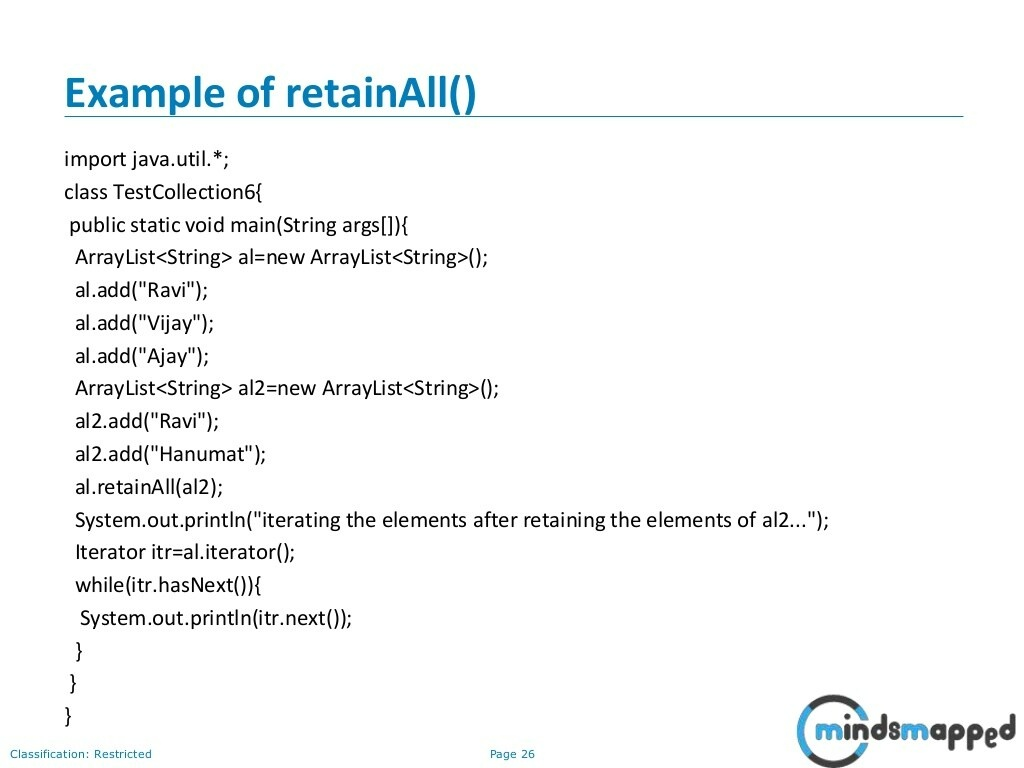 Example of retainAll()
import java.util.*;
class TestCollection6{
public static void main(String args[]){
ArrayList<String> al=new ArrayList<String>();
al.add("Ravi");
al.add("Vijay");
al.add("Ajay");
ArrayList<String> al2=new ArrayList<String>();
al2.add("Ravi");
al2.add("Hanumat");
al.retainAll(al2);
System.out.println("iterating the elements after retaining the elements of al2...");
Iterator itr=al.iterator();
while(itr.hasNext()){
System.out.println(itr.next());
}
}
}
mindsmapped
Classification: Restricted
Page 26